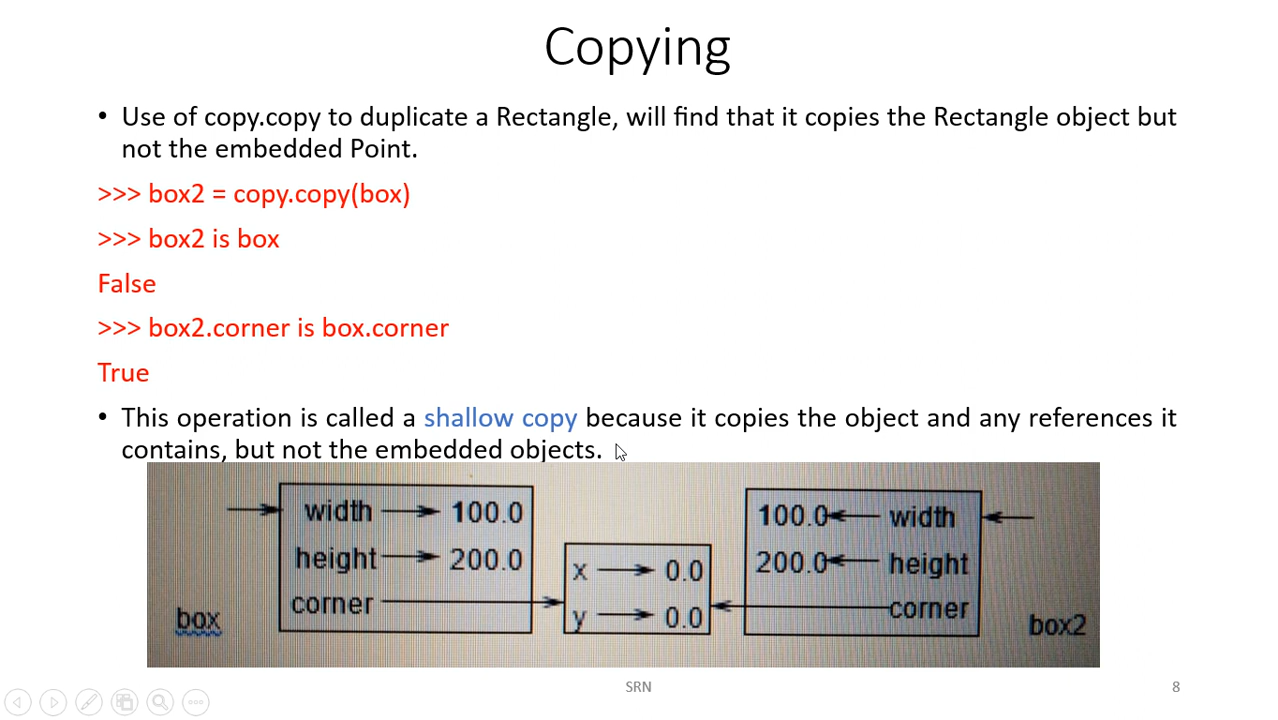 Copying
• Use of copy.copy to duplicate a Rectangle, will find that it copies the Rectangle object but
not the embedded Point.
>>> box2 = copy.copy(box)
>>> box2 is box
False
>>> box2.corner is box.corner
True
• This operation is called a shallow copy because it copies the object and any references it
contains, but not the embedded objects.
width 100.0
height 200.0
corner
box
x 0.0
y 0.0
100.0 width
200.0 height
corner
box2
SRN
8